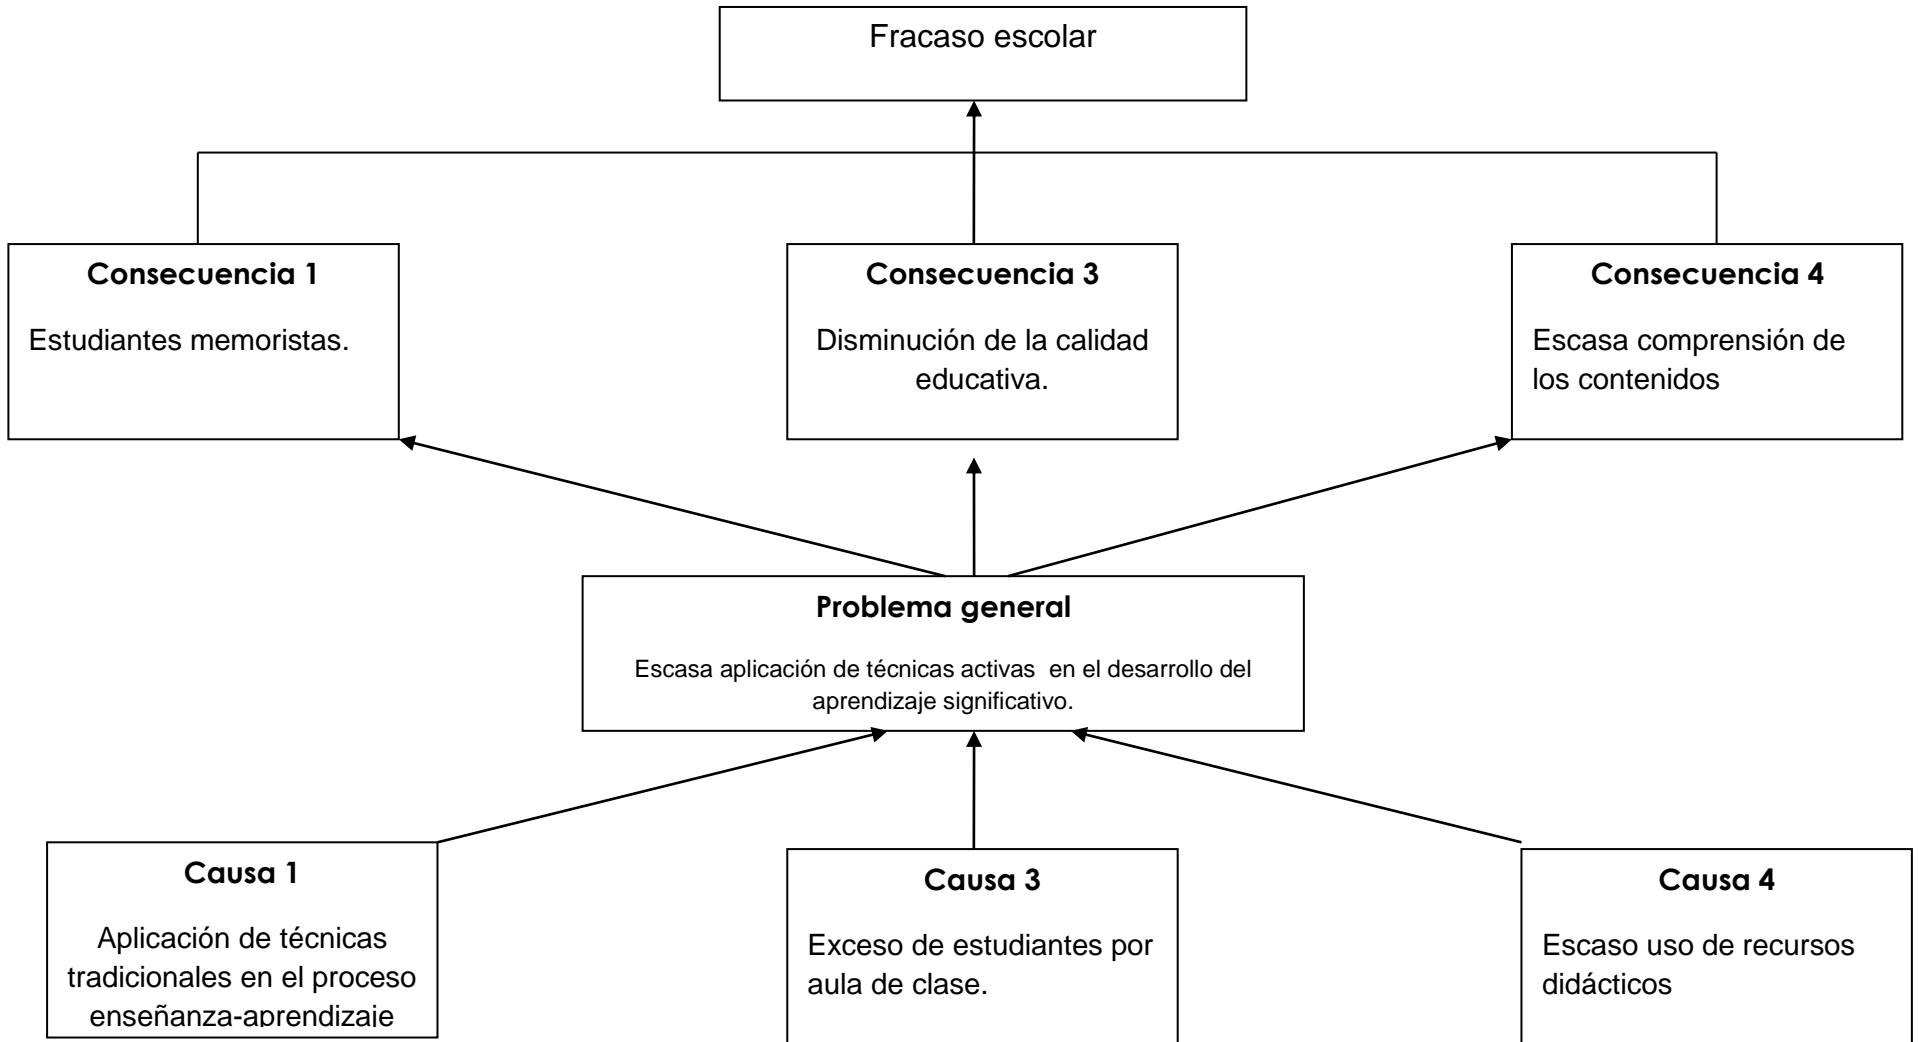 Fracaso escolar
Consecuencia 1
Estudiantes memoristas.
Consecuencia 3
Disminución de la calidad
educativa.
Consecuencia 4
Escasa comprensión de
los contenidos
Problema general
Escasa aplicación de técnicas activas  en el desarrollo del
aprendizaje significativo.
Causa 1
Aplicación de técnicas
tradicionales en el proceso
enseñanza-aprendizaje
Causa 3
Exceso de estudiantes por
aula de clase.
Causa 4
Escaso uso de recursos
didácticos